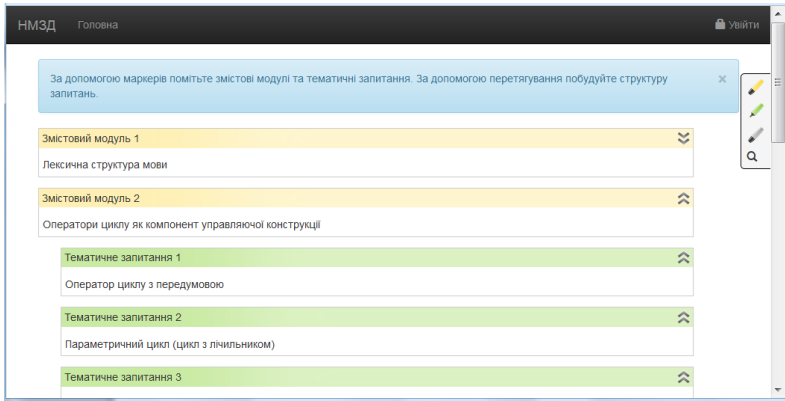 НМЗД Головна Увійти
За допомогою маркерів помітьте змістові модулі та тематичні запитання. За допомогою перетягування побудуйте структуру
запитань.
Змістовий модуль 1
Лексична структура мови
Змістовий модуль 2
Оператори циклу як компонент управляючої конструкції
Тематичне запитання 1
Оператор циклу з передумовою
Тематичне запитання 2
Параметричний цикл (цикл з лічильником)
Тематичне запитання 3